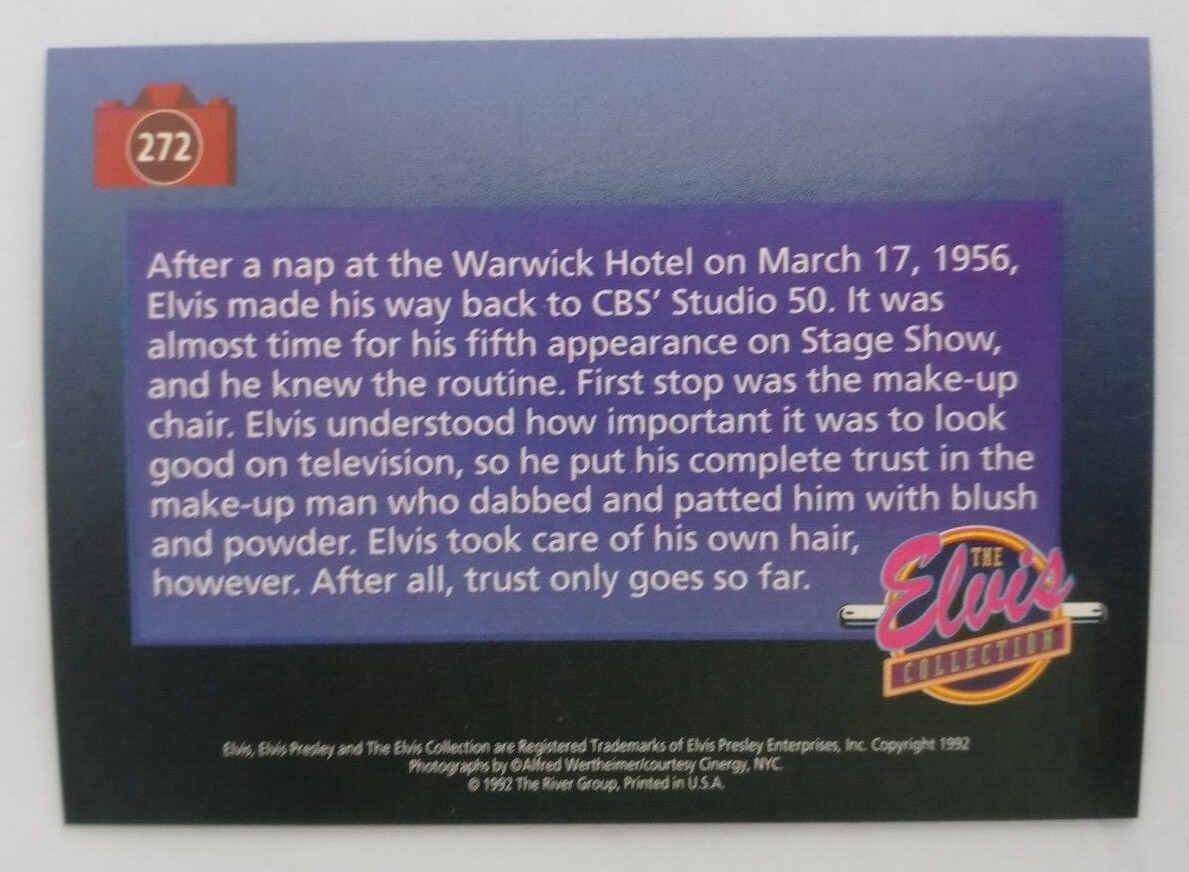 272
After a nap at the Warwick Hotel on March 17, 1956,
Elvis made his way back to CBS' Studio 50. It was
almost time for his fifth appearance on Stage Show,
and he knew the routine. First stop was the make-up
chair. Elvis understood how important it was to look
good on television, so he put his complete trust in the
make-up man who dabbed and patted him with blush
and powder. Elvis took care of his own hair,
however. After all, trust only goes so far.
THE
Elvis
COLLECTION
Elvis, Elvis Presley and The Elvis Collection are Registered Trademarks of Elvis Presley Enterprises, Inc. Copyright 1992
Photographs by ©Alfred Wertheimer/courtesy Cinergy, NYC.
© 1992 The River Group, Printed in U.S.A.